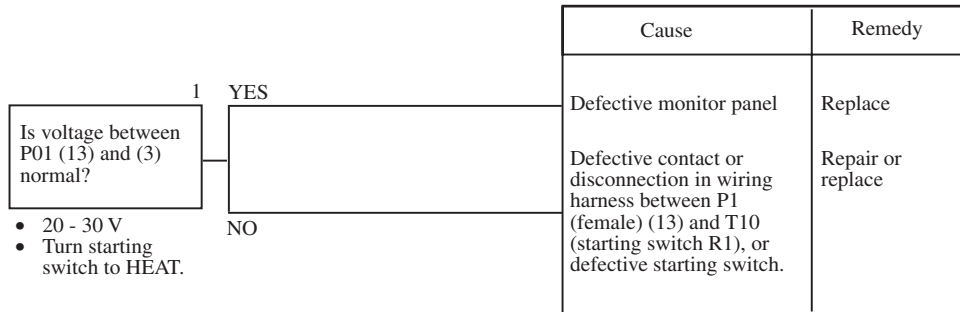 Cause
Remedy
1
YES
Is voltage between
P01 (13) and (3)
normal?
• 20 - 30 V
• Turn starting
switch to HEAT.
NO
Defective monitor panel
Replace
Defective contact or
disconnection in wiring
harness between P1
(female) (13) and T10
(starting switch R1), or
defective starting switch.
Repair or
replace